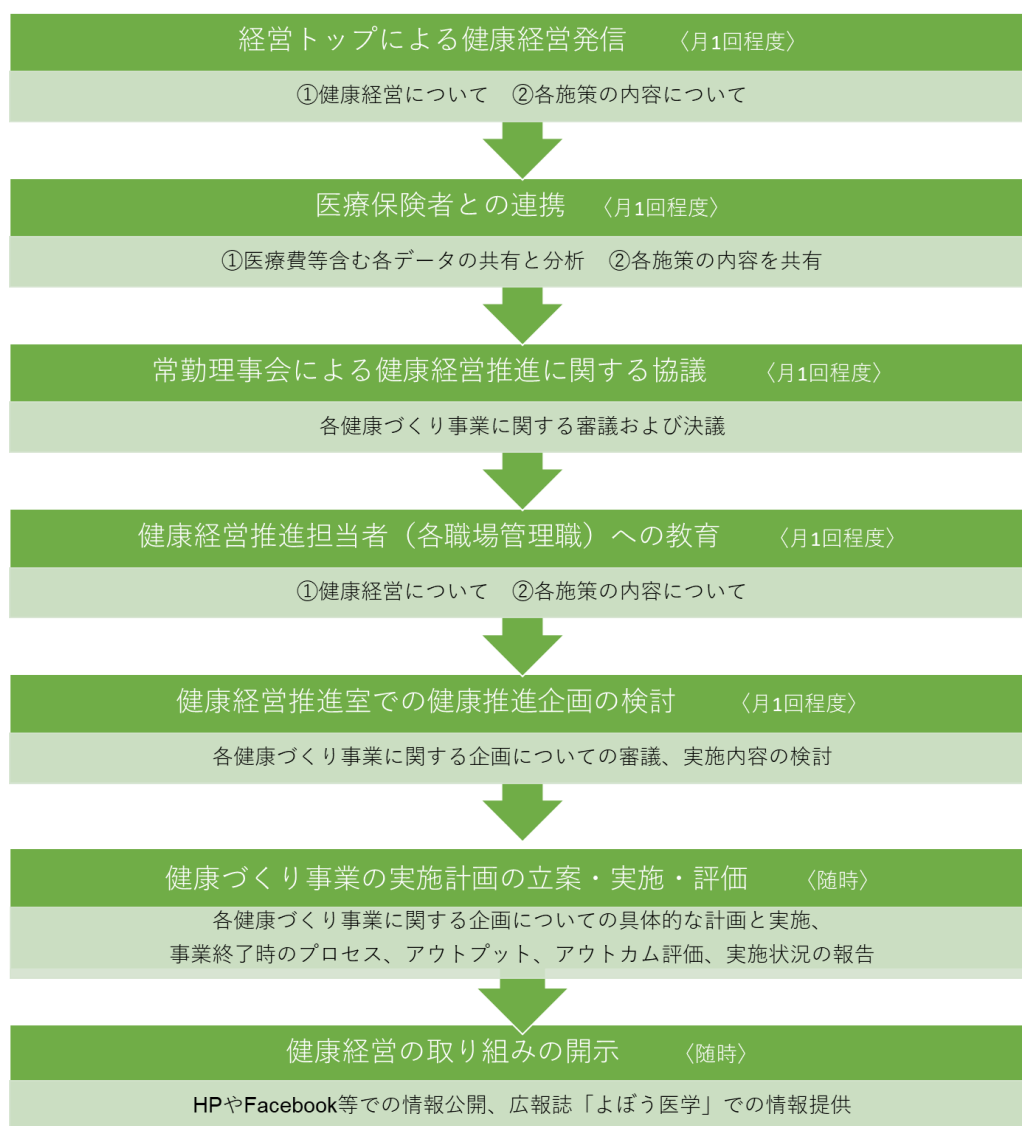 経営トップによる健康経営発信　〈月1回程度〉
①健康経営について　②各施策の内容について
医療保険者との連携　〈月1回程度〉
①医療費等含む各データの共有と分析　②各施策の内容を共有
常勤理事会による健康経営推進に関する協議　〈月1回程度〉
各健康づくり事業に関する審議および決議
健康経営推進担当者（各職場管理職）への教育　〈月1回程度〉
①健康経営について　②各施策の内容について
健康経営推進室での健康推進企画の検討　〈月1回程度〉
各健康づくり事業に関する企画についての審議、実施内容の検討
健康づくり事業の実施計画の立案・実施・評価　〈随時〉
各健康づくり事業に関する企画についての具体的な計画と実施、
事業終了時のプロセス、アウトプット、アウトカム評価、実施状況の報告
健康経営の取り組みの開示　〈随時〉
HPやFacebook等での情報公開、広報誌「よぼう医学」での情報提供